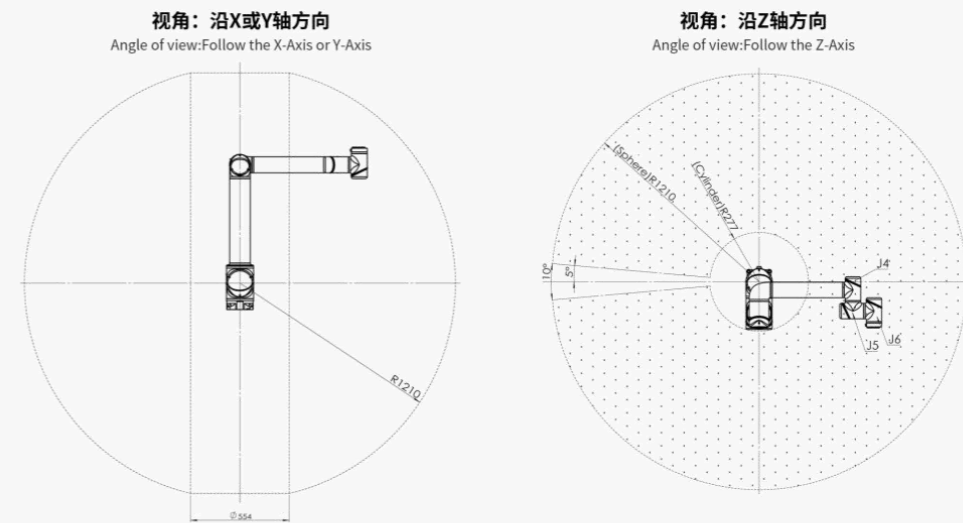 视角：沿X或Y轴方向
Angle of view:Follow the X-Axis or Y-Axis
R1210
∅554
视角：沿Z轴方向
Angle of view:Follow the Z-Axis
(Sphere)R1210
(Cylinder)R277
10°
5°
J4
J5
J6